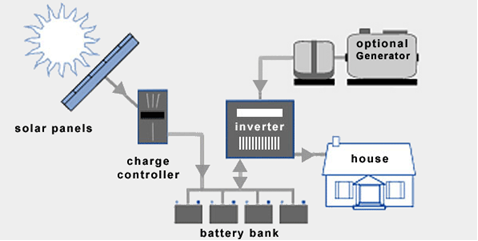 optional
Generator
solar panels
inverter
charge
controller
house
battery bank